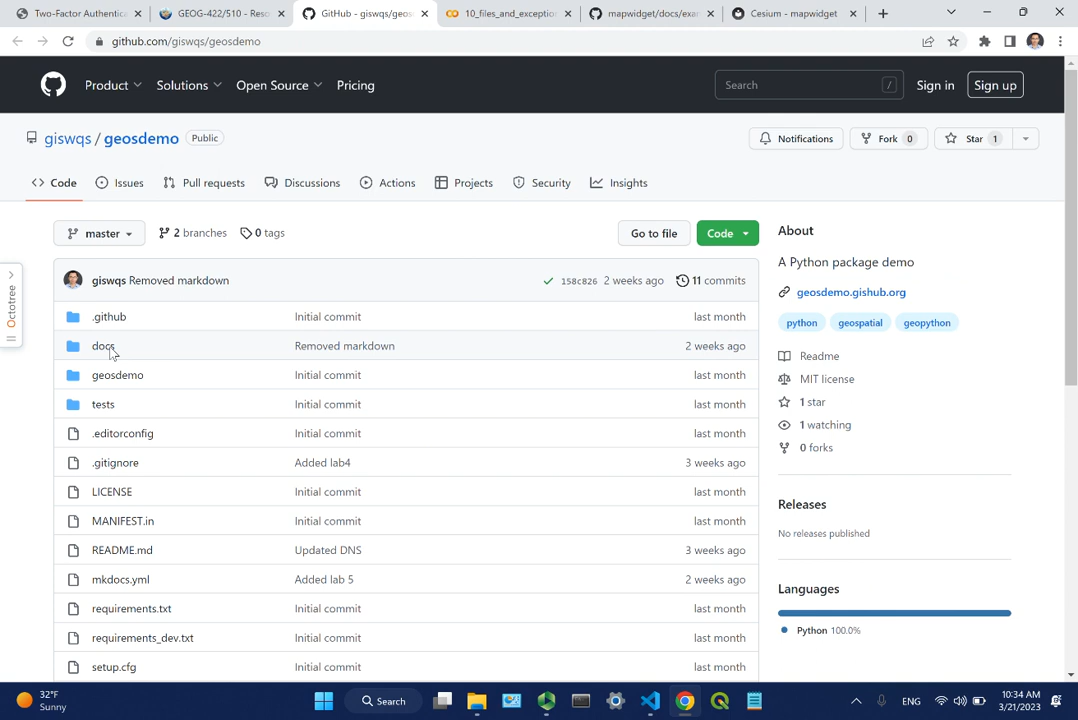 Two-Factor Authentica
GEOG-422/510 - Reso
GitHub - giswqs/geos
10_files_and_exception
mapwidget/docs/exam
Cesium - mapwidget
github.com/giswqs/geosdemo
Product
Solutions
Open Source
Pricing
Search
/
Sign in
Sign up
giswqs / geosdemo
Public
Notifications
Fork 0
Star 1
Code
Issues
Pull requests
Discussions
Actions
Projects
Security
Insights
master
2 branches
0 tags
Go to file
Code
About
A Python package demo
giswqs Removed markdown
158c826 2 weeks ago
11 commits
geosdemo.gishub.org
Octotree
.github Initial commit last month
python geospatial geopython
docs Removed markdown 2 weeks ago
Readme
geosdemo Initial commit last month
MIT license
tests Initial commit last month
1 star
.editorconfig Initial commit last month
1 watching
.gitignore Added lab4 3 weeks ago
0 forks
LICENSE Initial commit last month
Releases
MANIFEST.in Initial commit last month
No releases published
README.md Updated DNS 3 weeks ago
mkdocs.yml Added lab 5 2 weeks ago
Languages
requirements.txt Initial commit last month
Python 100.0%
requirements_dev.txt Initial commit last month
setup.cfg Initial commit last month
32°F
Sunny
Search
ENG
10:34 AM
3/21/2023